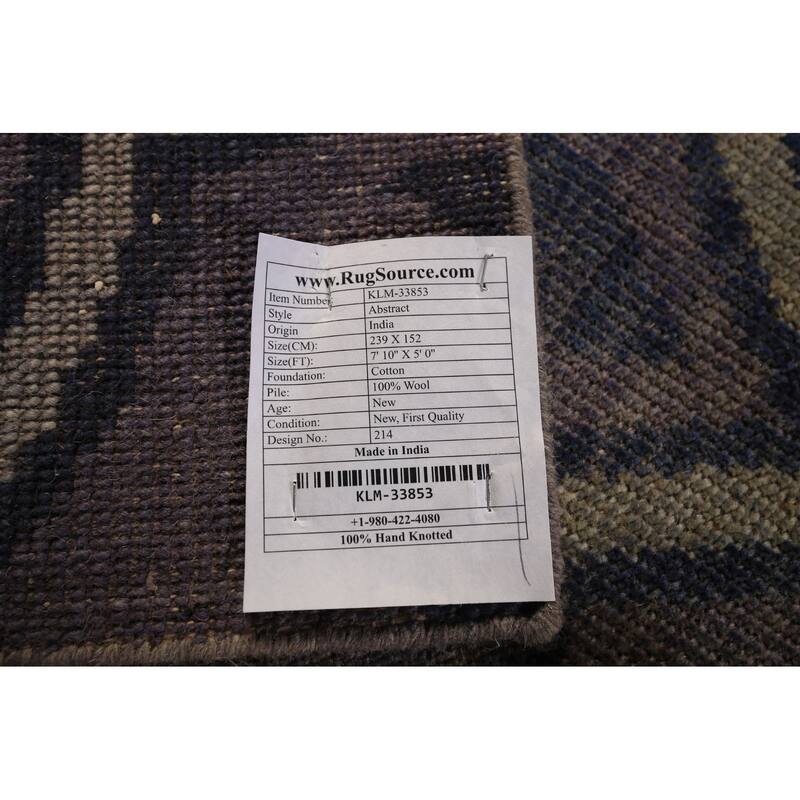 www.RugSource.com
Item Number KLM-33853
Style Abstract
Origin India
Size(CM): 239 X 152
Size(FT): 7' 10" X 5' 0"
Foundation: Cotton
Pile: 100% Wool
Age: New
Condition: New, First Quality
Design No.: 214
Made in India
KLM-33853
+1-980-422-4080
100% Hand Knotted